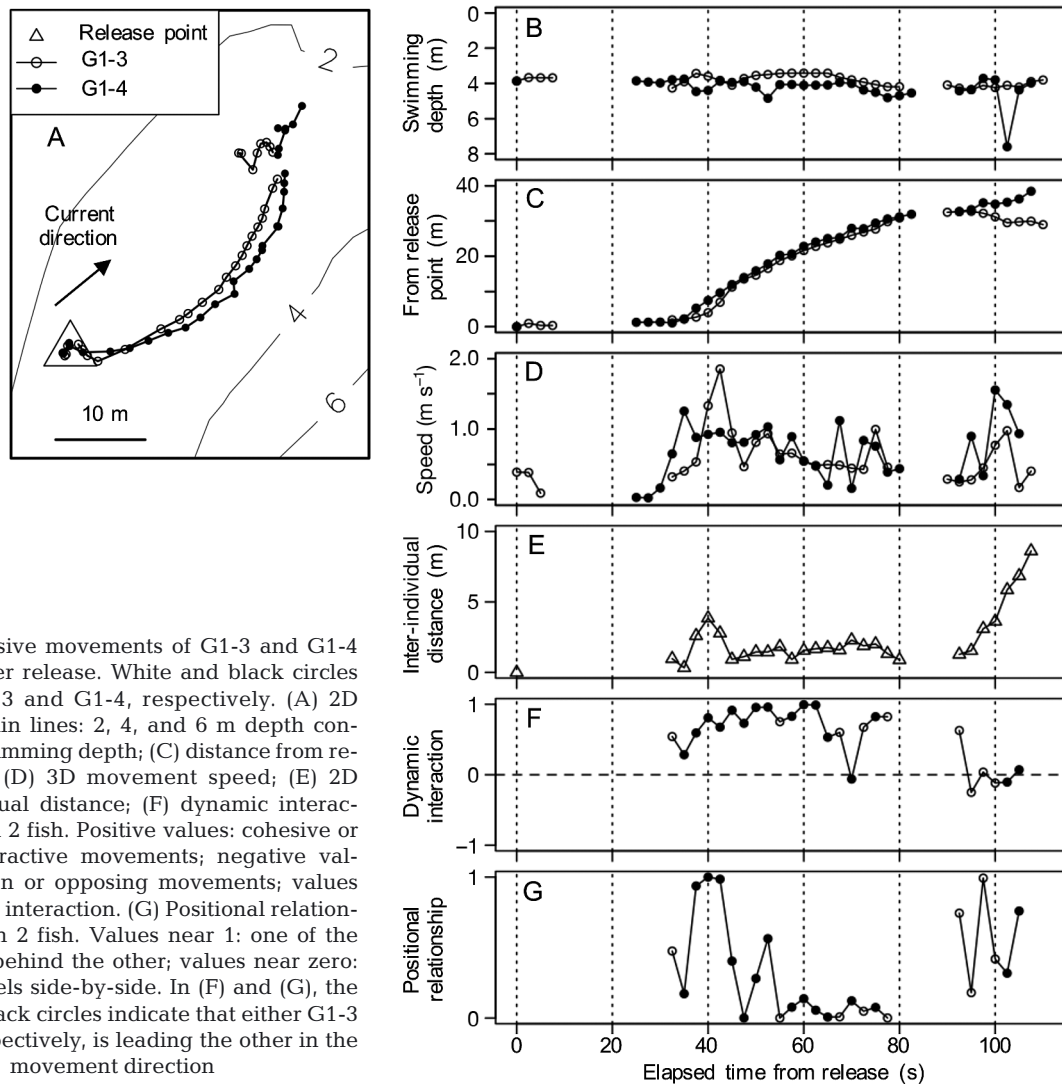 Release point
G1-3
G1-4
A
2
Current
direction
4
6
10 m
B
Swimming
depth (m)
0
2
4
6
8
C
From release
point (m)
40
20
0
D
Speed (m s⁻¹)
2.0
1.0
0.0
E
Inter-individual
distance (m)
10
5
0
F
Dynamic
interaction
1
0
−1
G
Positional
relationship
1
0
0 20 40 60 80 100
Elapsed time from release (s)
sive movements of G1-3 and G1-4
er release. White and black circles
3 and G1-4, respectively. (A) 2D
in lines: 2, 4, and 6 m depth con-
imming depth; (C) distance from re-
(D) 3D movement speed; (E) 2D
ual distance; (F) dynamic interac-
2 fish. Positive values: cohesive or
ractive movements; negative val-
n or opposing movements; values
interaction. (G) Positional relation-
n 2 fish. Values near 1: one of the
behind the other; values near zero:
els side-by-side. In (F) and (G), the
ack circles indicate that either G1-3
pectively, is leading the other in the
movement direction